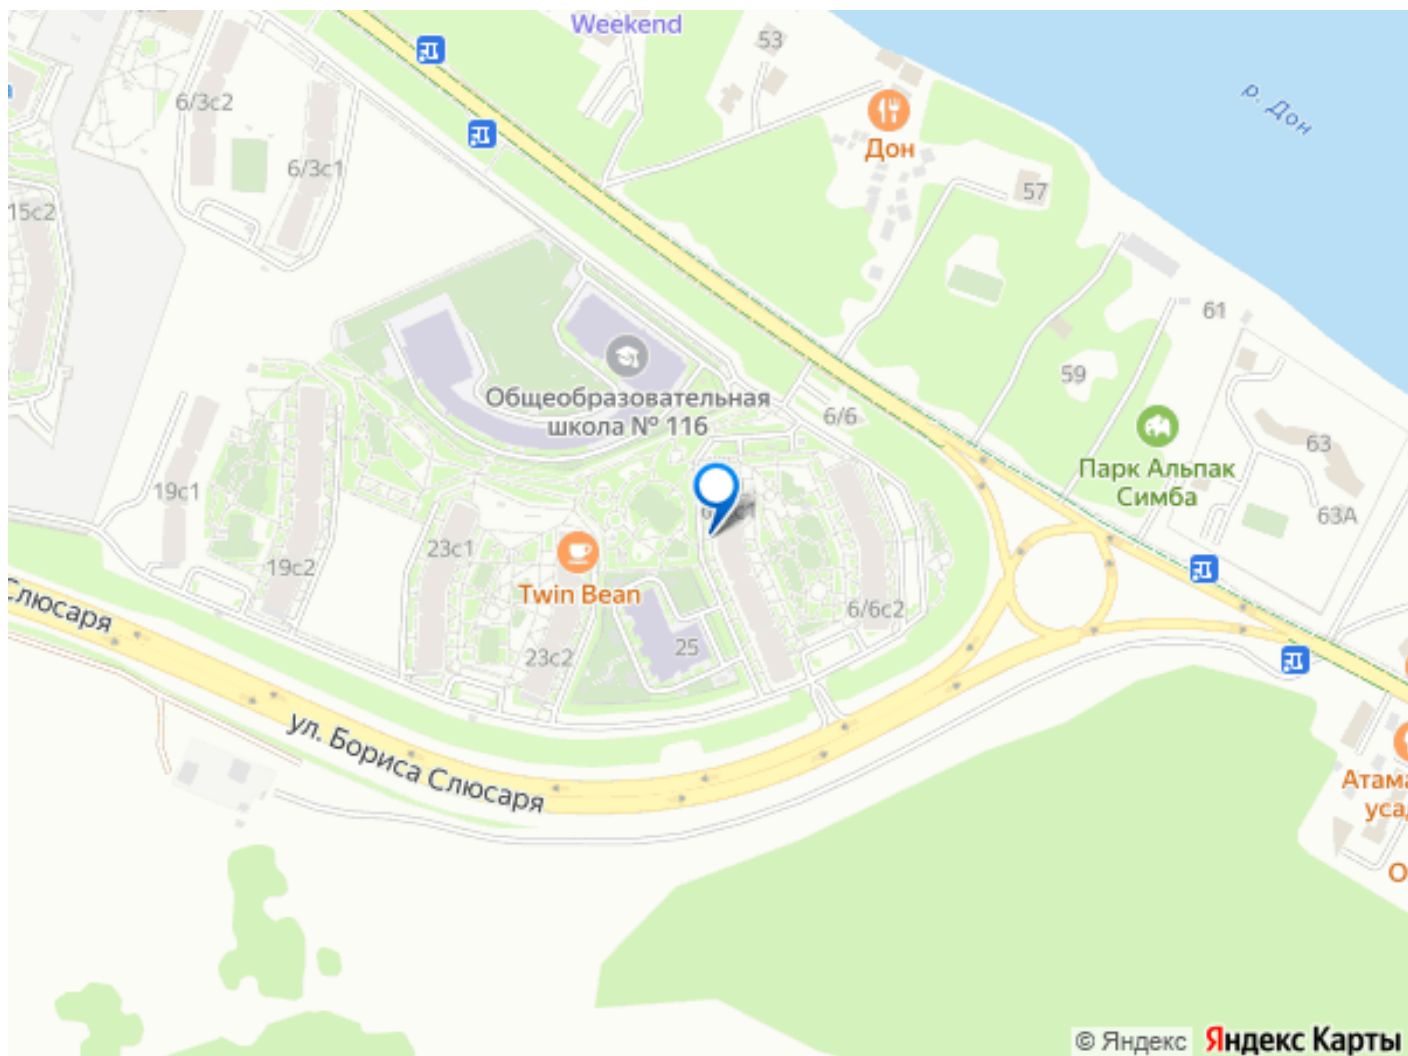 Weekend
53
р. Дон
6/3с2
Дон
6/3с1
57
15с2
61
Общеобразовательная
школа № 116
59
6/6
63
Парк Альпак
Симба
63А
19с1
23с1
19с2
Twin Bean
6/6с2
Слюсаря
25
23с2
ул. Бориса Слюсаря
© Яндекс
Яндекс Карты